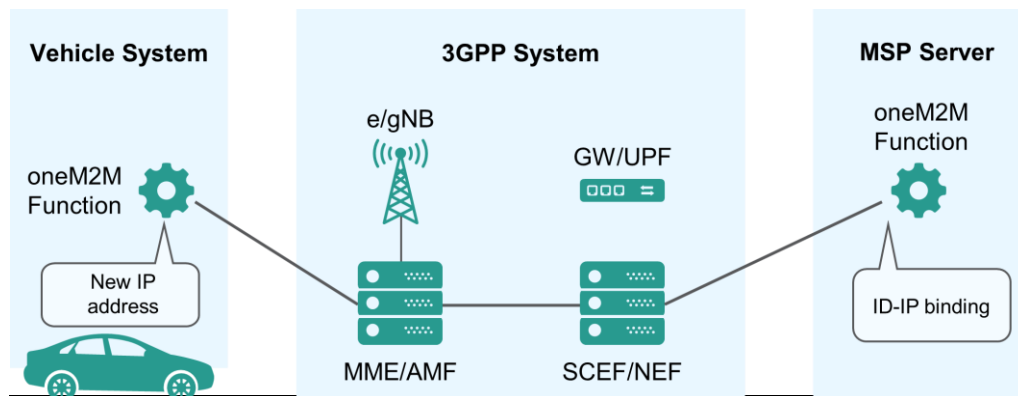 Vehicle System
3GPP System
MSP Server
oneM2M
Function
e/gNB
GW/UPF
oneM2M
Function
New IP
address
ID-IP binding
MME/AMF
SCEF/NEF